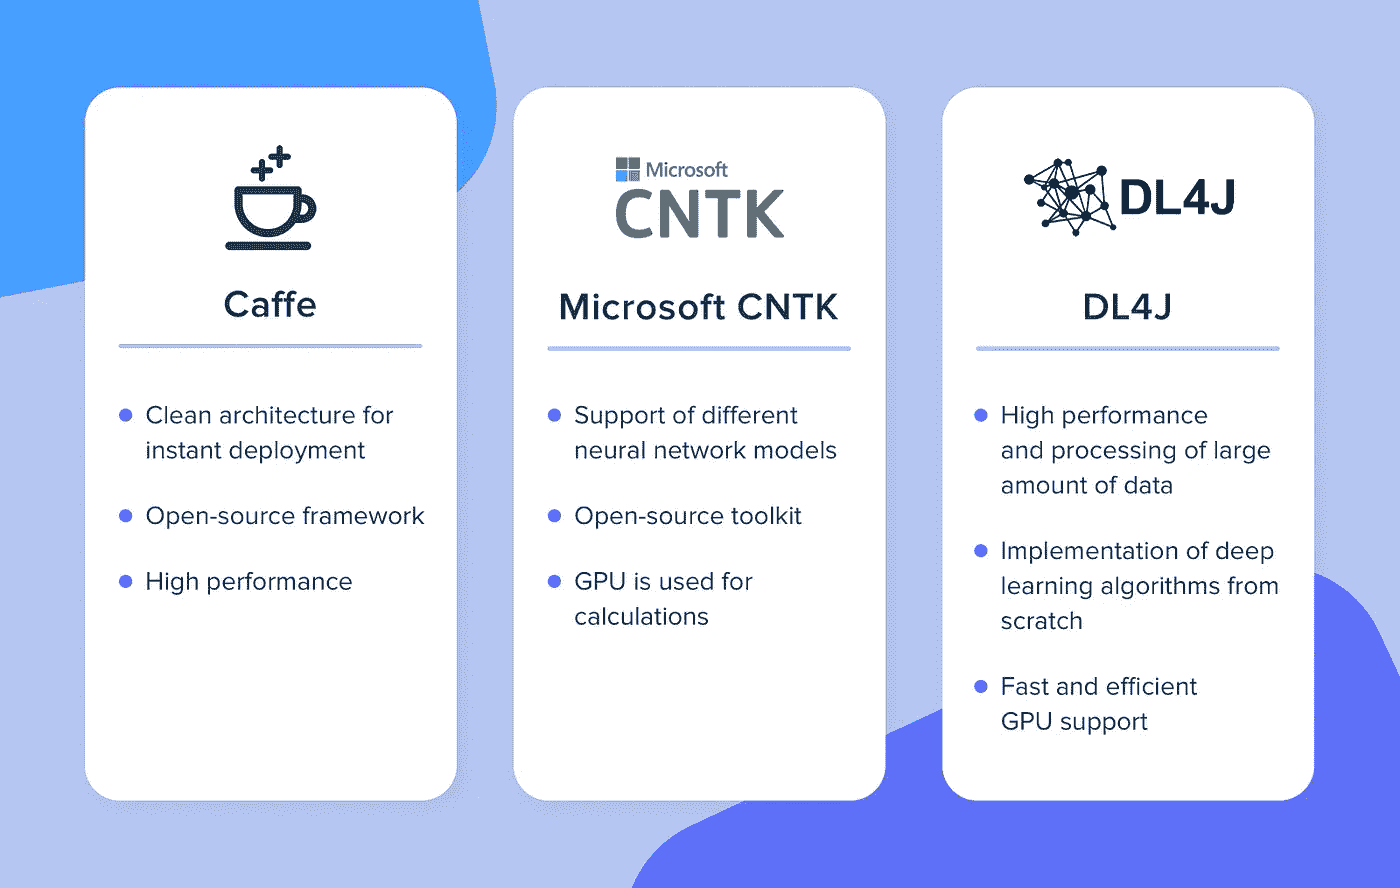 Caffe
Clean architecture for
instant deployment
Open-source framework
High performance
Microsoft
CNTK
Microsoft CNTK
Support of different
neural network models
Open-source toolkit
GPU is used for
calculations
DL4J
DL4J
High performance
and processing of large
amount of data
Implementation of deep
learning algorithms from
scratch
Fast and efficient
GPU support